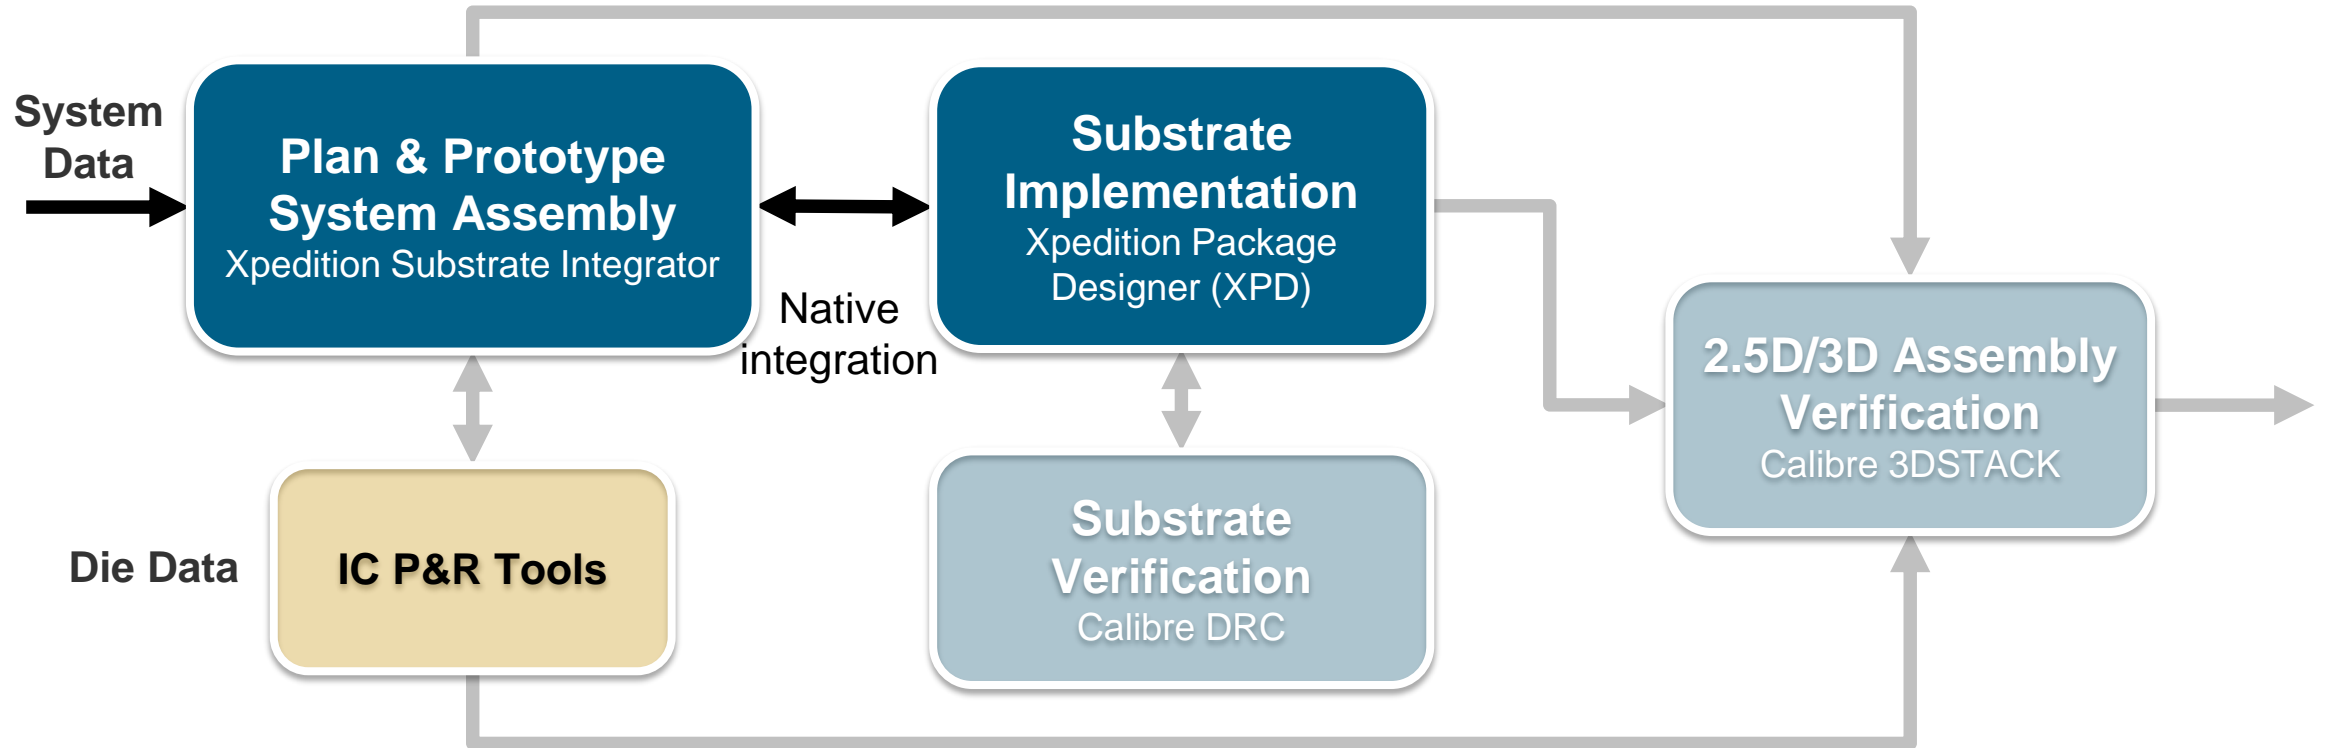 System
Data
Plan & Prototype
System Assembly
Xpedition Substrate Integrator
Native
integration
Substrate
Implementation
Xpedition Package
Designer (XPD)
2.5D/3D Assembly
Verification
Calibre 3DSTACK
Die Data
IC P&R Tools
Substrate
Verification
Calibre DRC